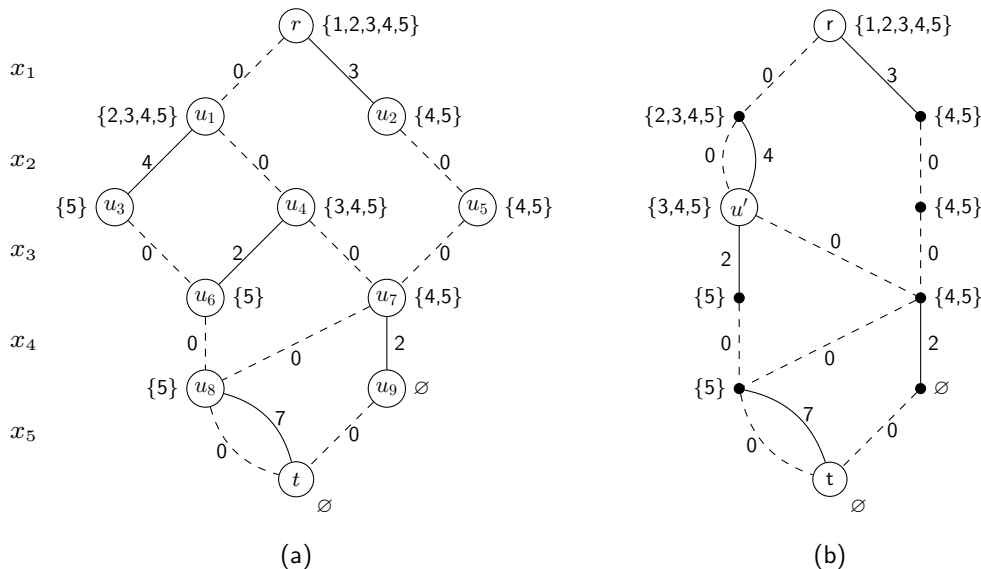 r {1,2,3,4,5} r {1,2,3,4,5}
x₁ 0 3 0 3
{2,3,4,5} u₁ u₂ {4,5} {2,3,4,5} {4,5}
x₂ 4 0 0 0 4 0
{5} u₃ u₄ {3,4,5} u₅ {4,5} {3,4,5} u' {4,5}
x₃ 0 2 0 0 2 0 0
u₆ {5} u₇ {4,5} {5} {4,5}
x₄ 0 0 2 0 0 2
{5} u₈ u₉ ∅ {5} ∅
x₅ 0 7 0 0 7 0
t t
∅ ∅
(a) (b)